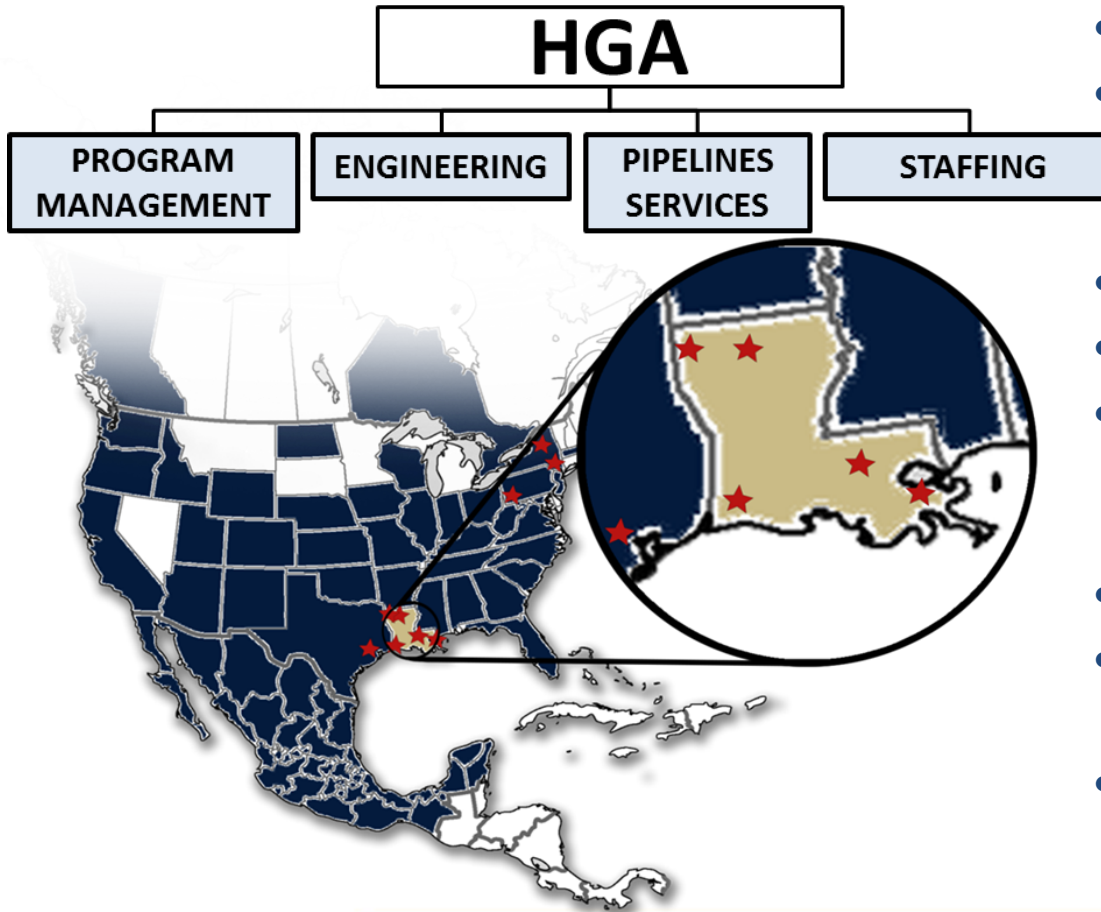 HGA
PROGRAM
MANAGEMENT
ENGINEERING
PIPELINES
SERVICES
STAFFING